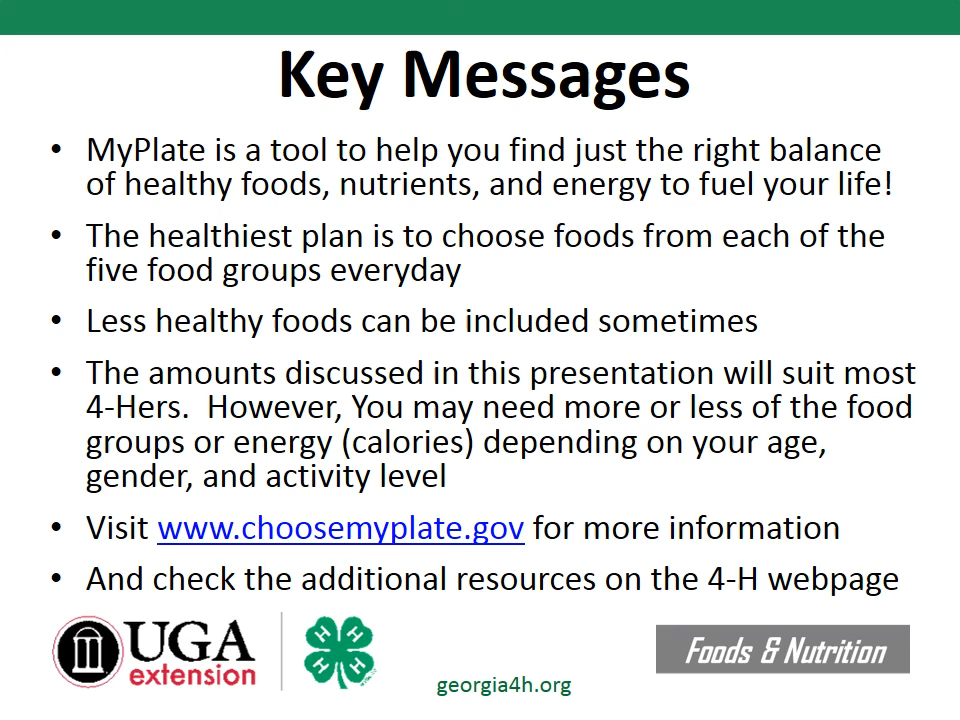 Key Messages
• MyPlate is a tool to help you find just the right balance
of healthy foods, nutrients, and energy to fuel your life!
• The healthiest plan is to choose foods from each of the
five food groups everyday
• Less healthy foods can be included sometimes
• The amounts discussed in this presentation will suit most
4-Hers.  However, You may need more or less of the food
groups or energy (calories) depending on your age,
gender, and activity level
• Visit www.choosemyplate.gov for more information
• And check the additional resources on the 4-H webpage
UGA
extension
H H
H H
georgia4h.org
Foods & Nutrition